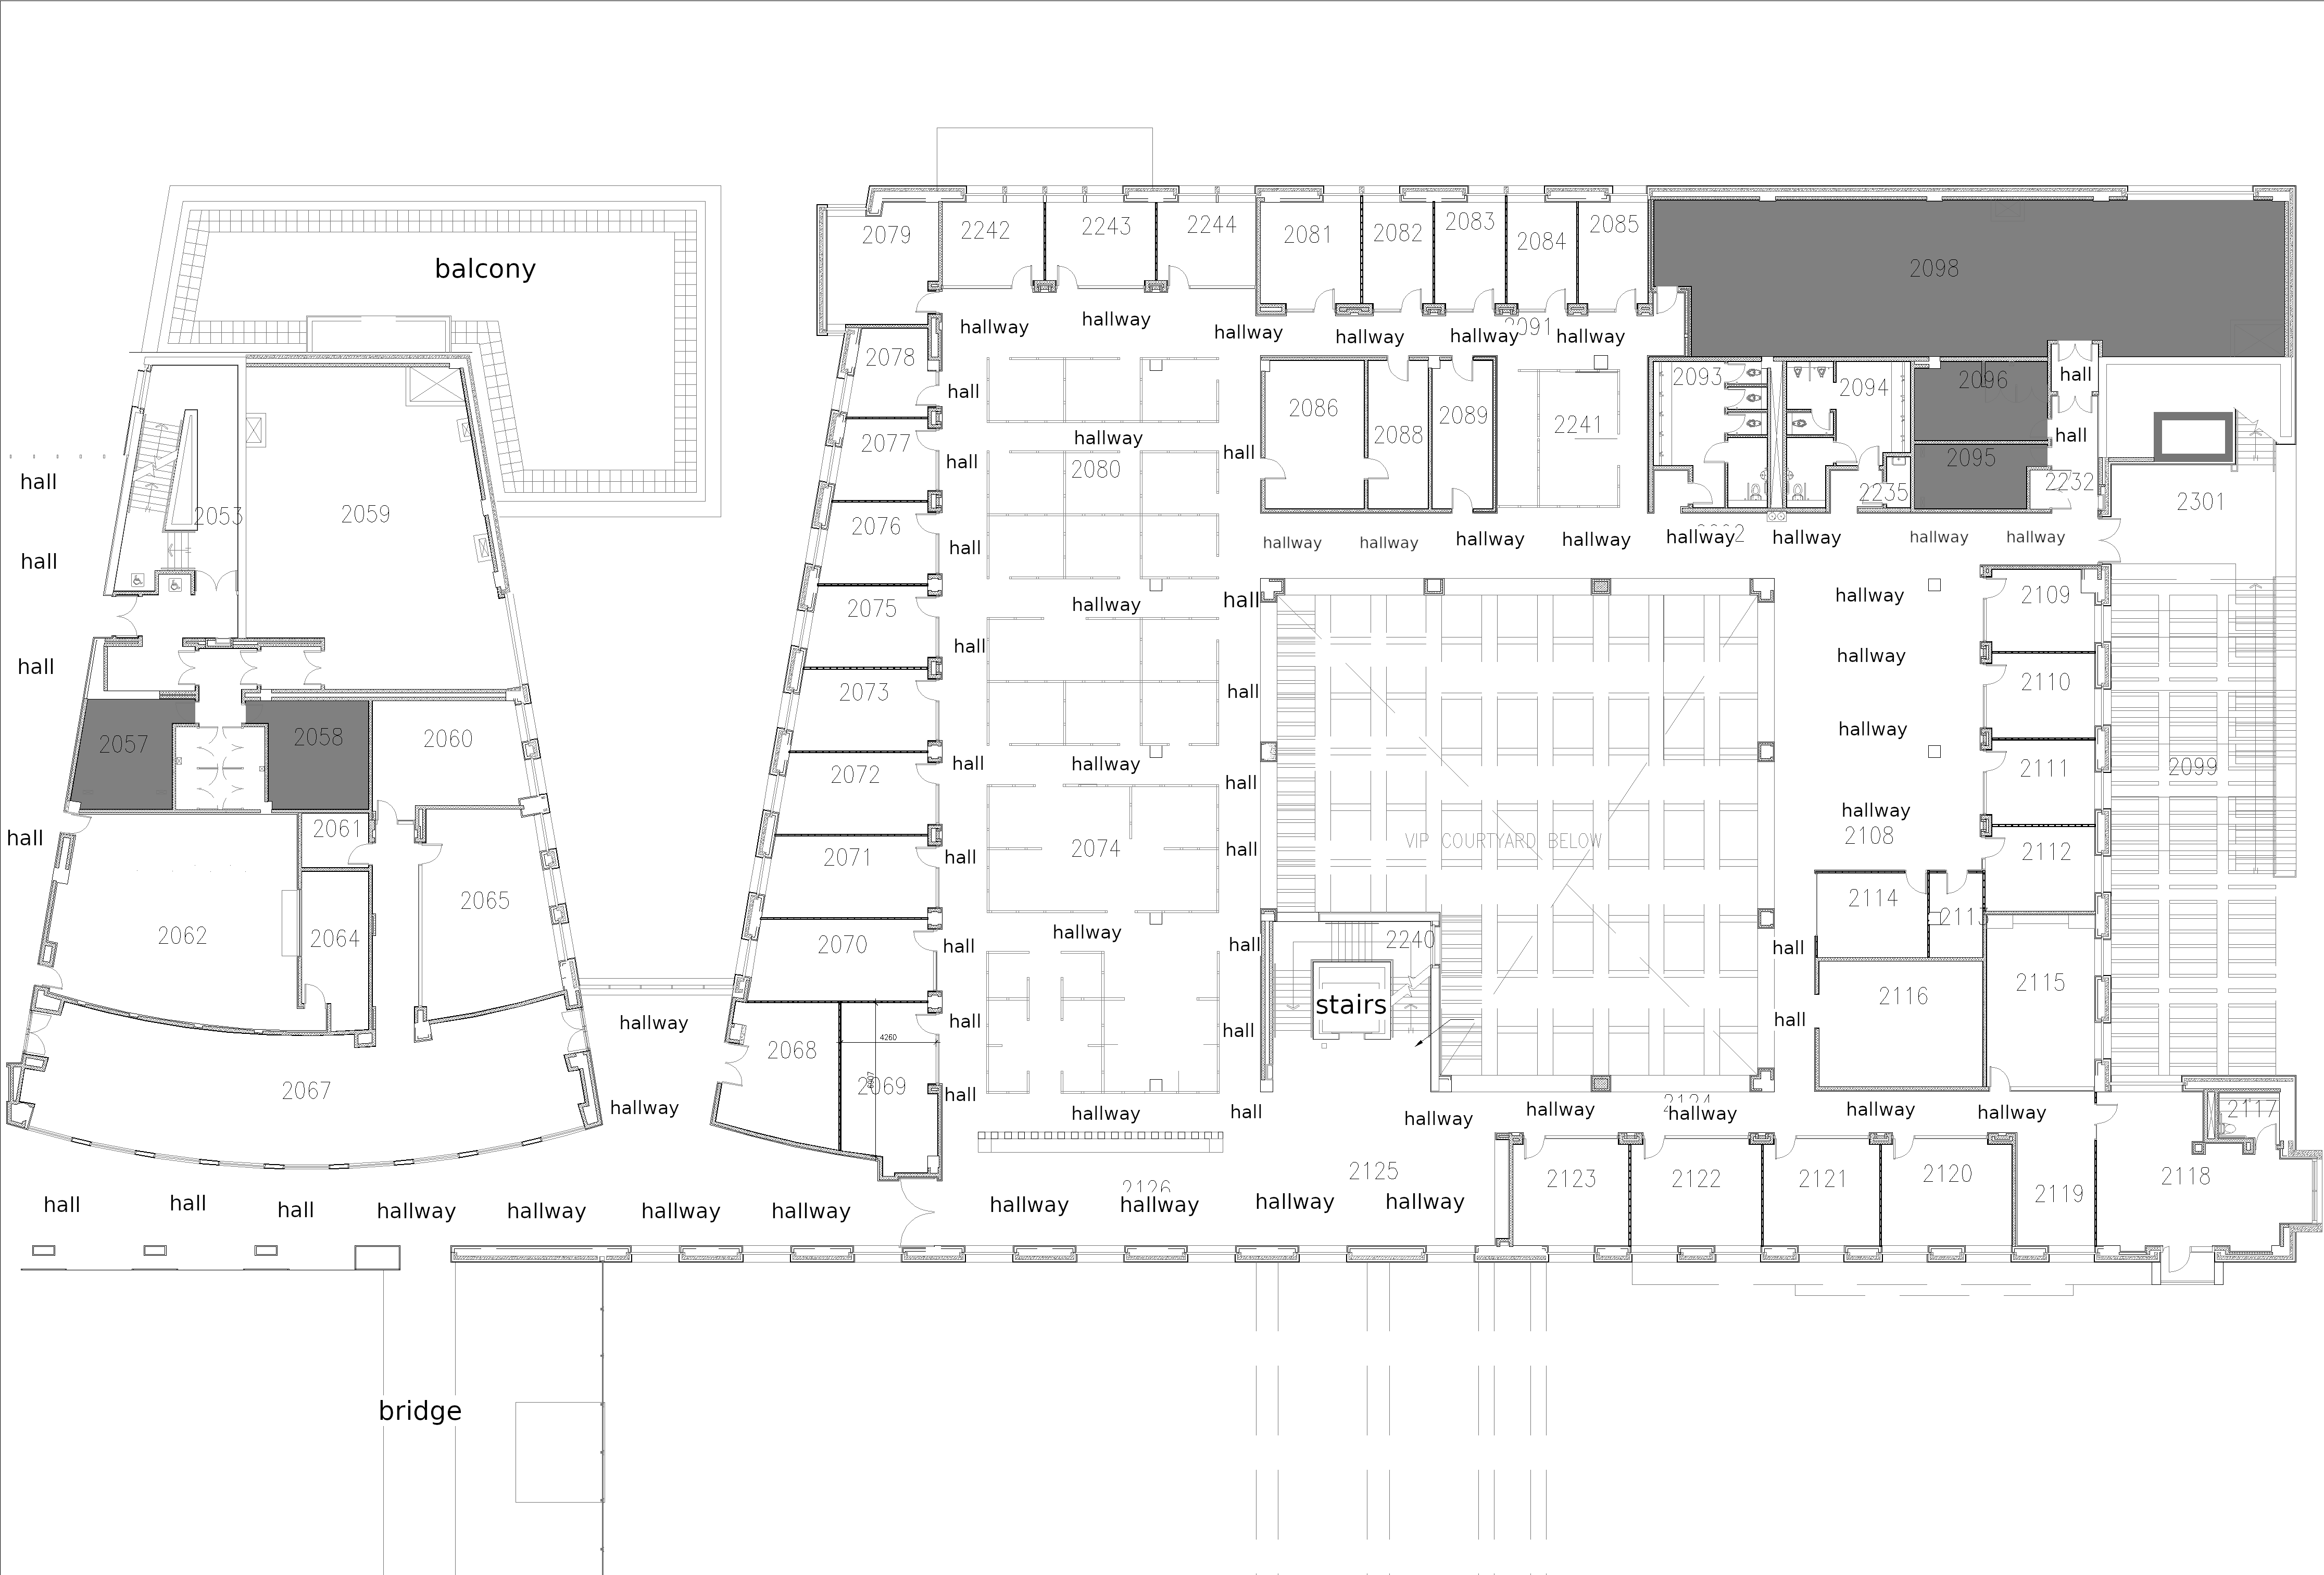 balcony
2079
2242
2243
2244
2081
2082
2083
2084
2085
2098
hallway
hallway
hallway
hallway
hallway
2091
hallway
2078
hall
2077
hall
2076
hall
2075
hall
2073
hall
2072
hall
2071
hall
2070
hall
hallway
2080
hallway
hallway
2074
hallway
hallway
hall
hall
hall
hall
hall
hall
hall
hall
2086
2088
2089
2241
2093
2094
2096
2095
2235
2232
hall
hall
2301
hallway
hallway
hallway
hallway
hallway
hallway
hallway
hallway
hall
hall
hall
hall
2053
2059
2057
2058
2060
2061
2062
2064
2065
2067
hallway
hallway
2068
2069
4260
6907
hall
hall
VIP COURTYARD BELOW
2240
stairs
hallway
hallway
hallway
hallway
2108
2109
2110
2111
2112
2099
2114
2113
2115
2116
hall
hall
hallway
hallway
2124
hallway
hallway
hallway
2117
2118
2119
2120
2121
2122
2123
2125
2126
hallway
hallway
hallway
hallway
hall
hall
hall
hallway
hallway
hallway
hallway
bridge